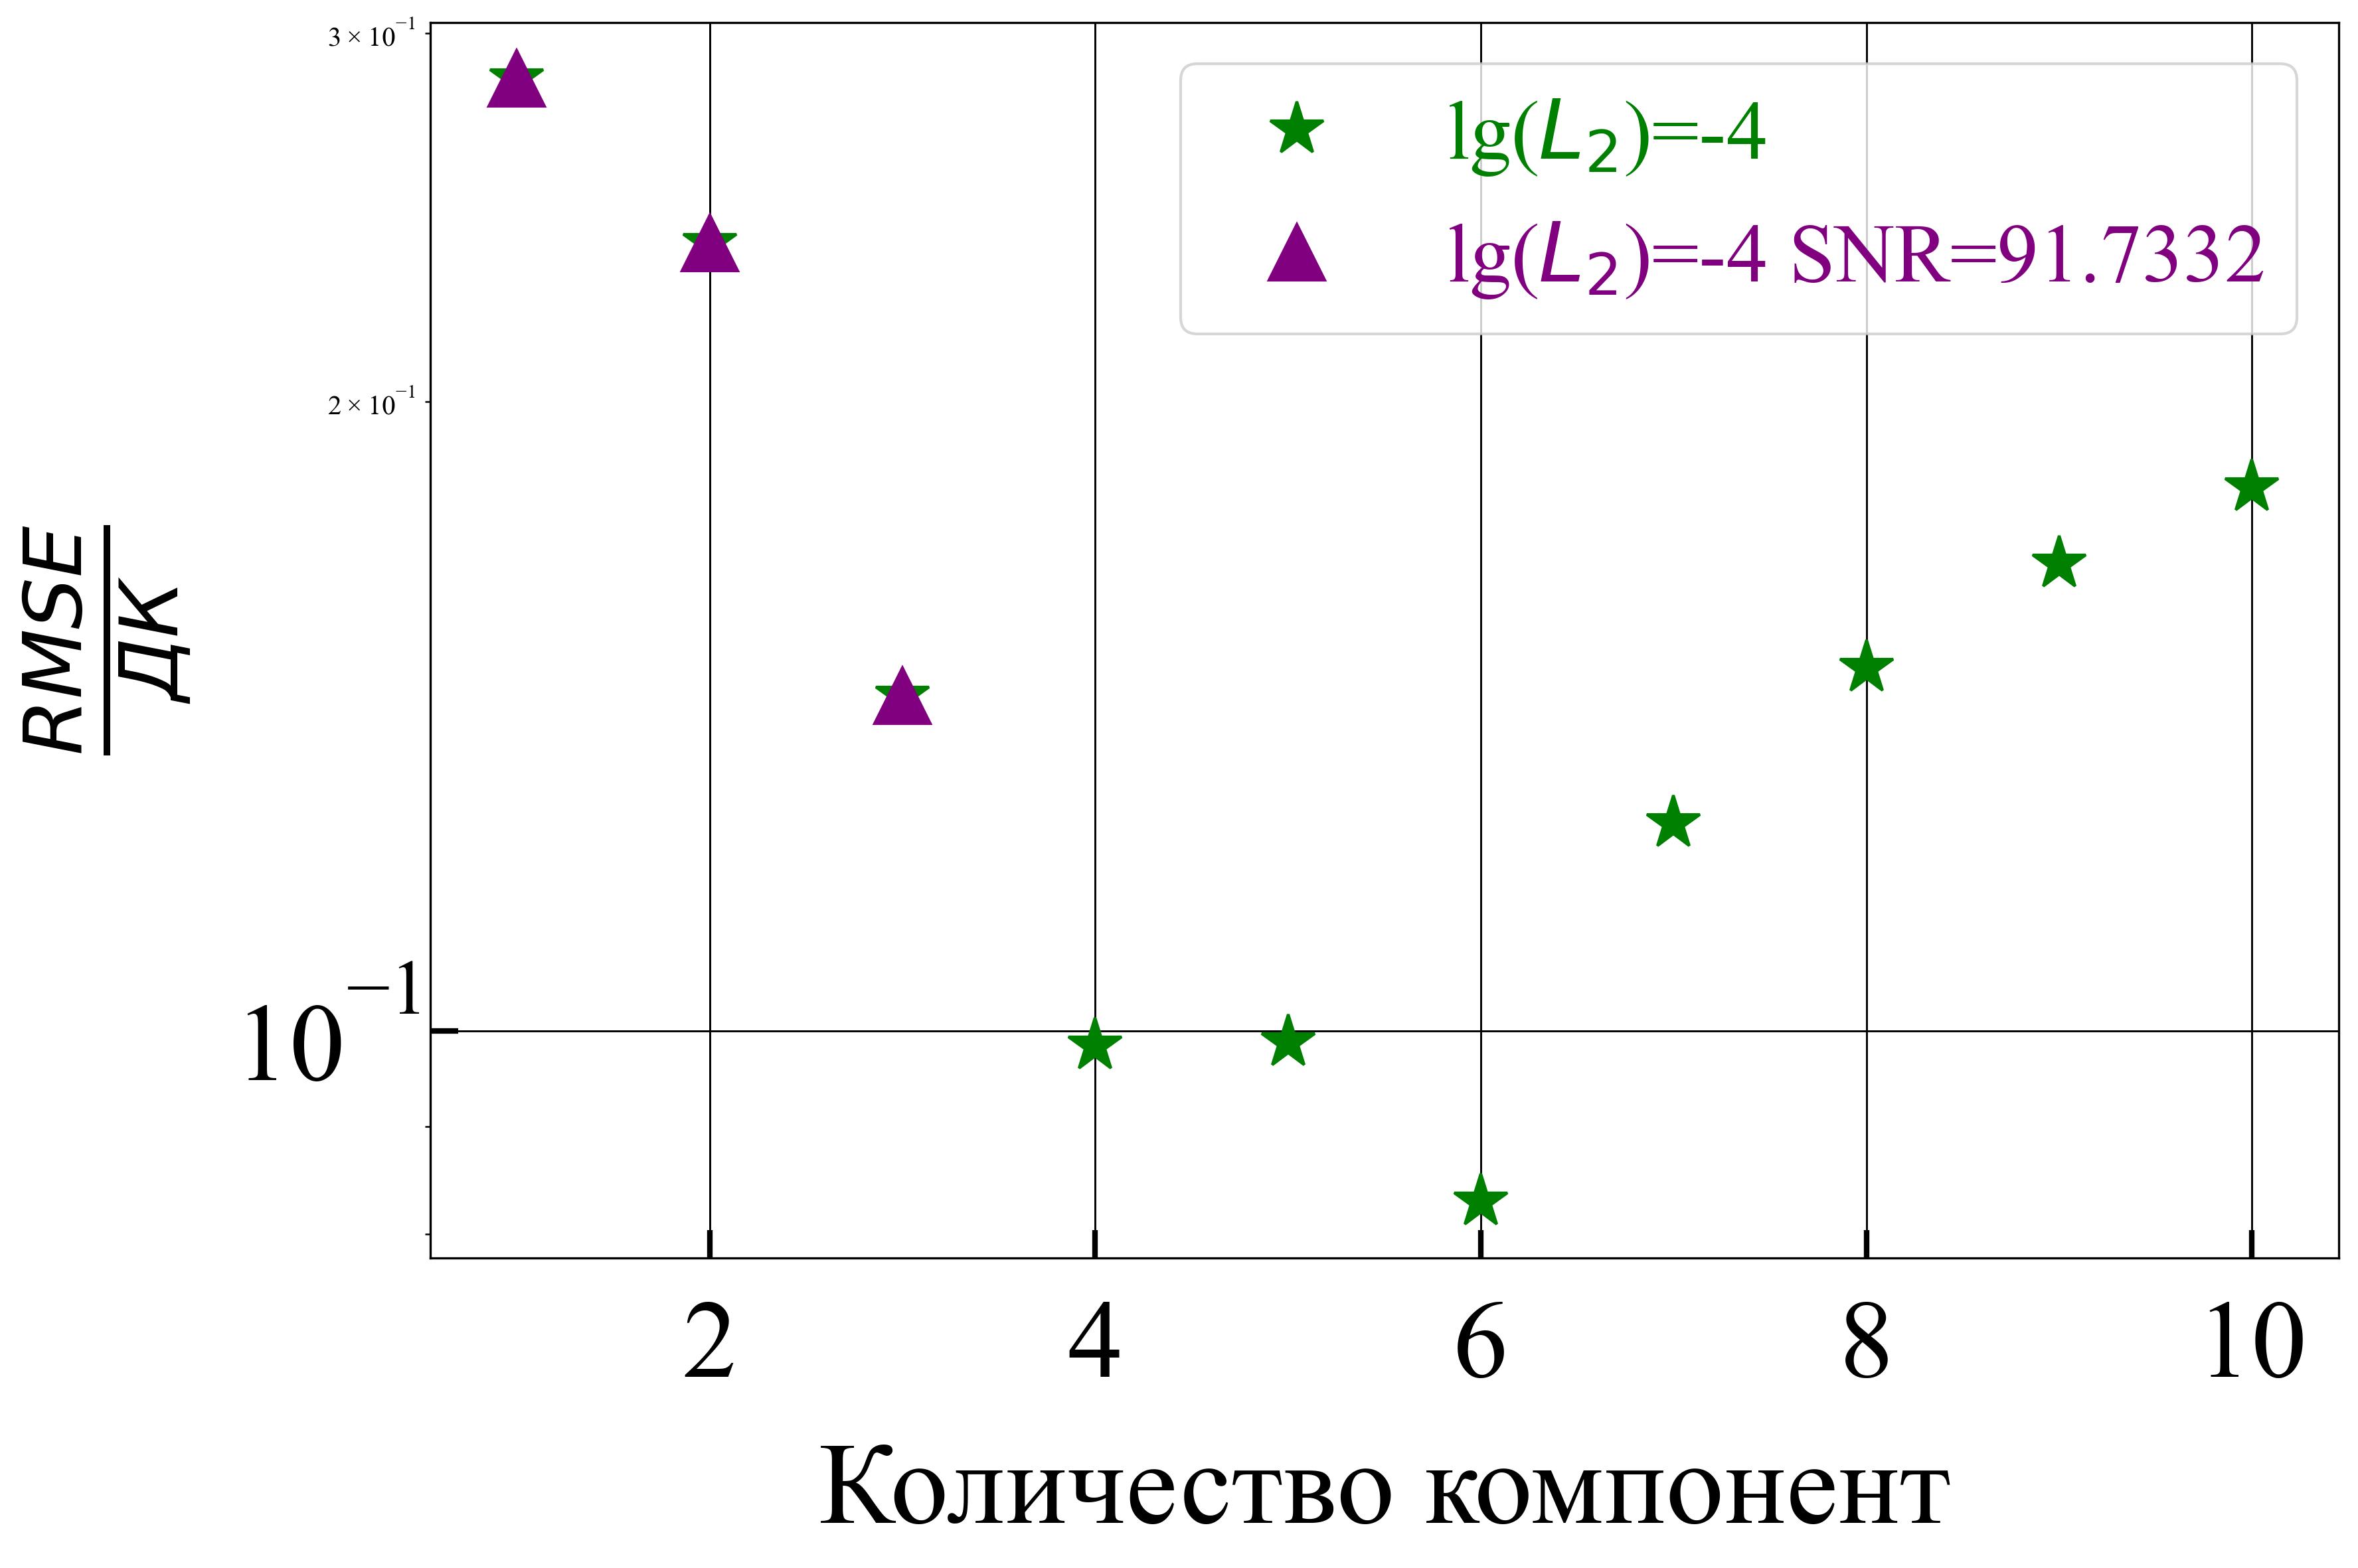 3 × 10⁻¹
2 × 10⁻¹
10⁻¹
RMSE
ДК
lg(L₂)=-4
lg(L₂)=-4 SNR=91.7332
2 4 6 8 10
Количество компонент